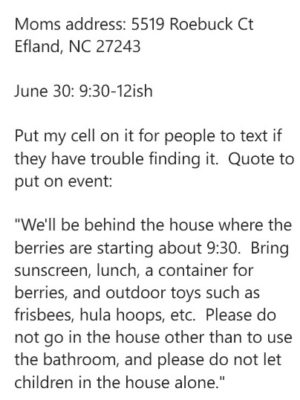 Moms address: 5519 Roebuck Ct
Efland, NC 27243
June 30: 9:30-12ish
Put my cell on it for people to text if
they have trouble finding it.  Quote to
put on event:
"We'll be behind the house where the
berries are starting about 9:30.  Bring
sunscreen, lunch, a container for
berries, and outdoor toys such as
frisbees, hula hoops, etc.  Please do
not go in the house other than to use
the bathroom, and please do not let
children in the house alone."